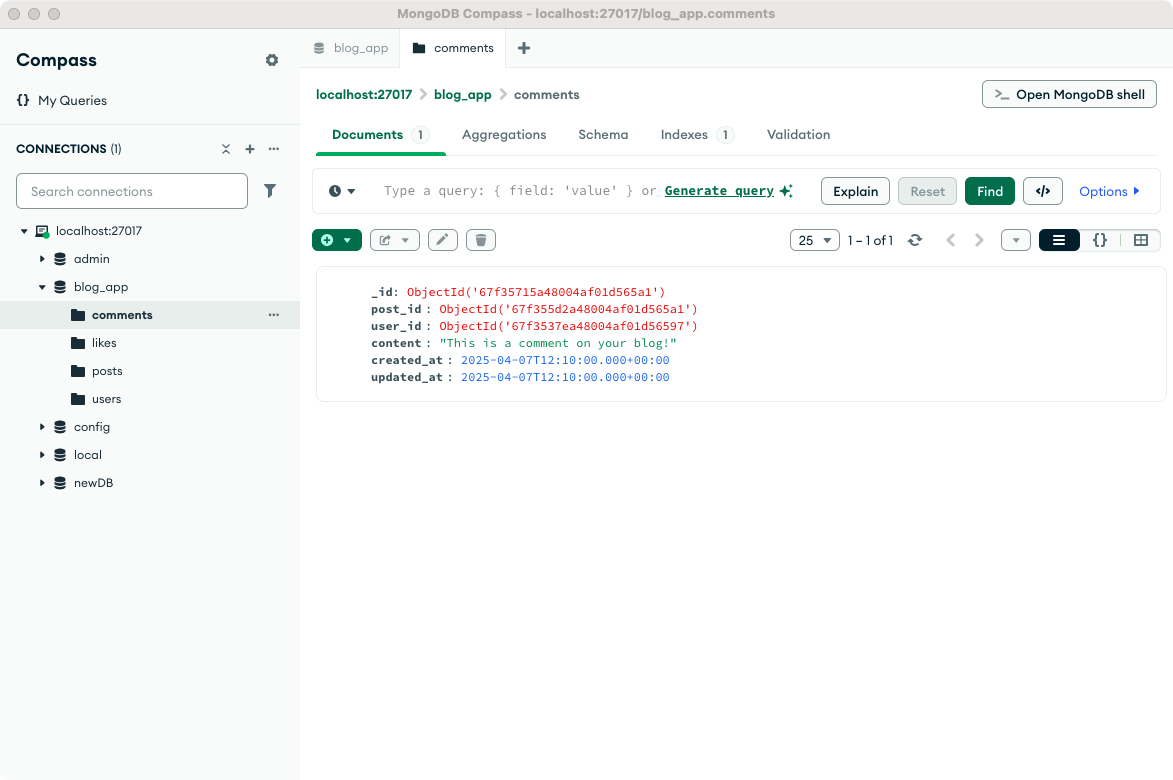 MongoDB Compass - localhost:27017/blog_app.comments
Compass
{} My Queries
CONNECTIONS (1)
Search connections
localhost:27017
admin
blog_app
comments
likes
posts
users
config
local
newDB
blog_app
comments
localhost:27017 > blog_app > comments
>_ Open MongoDB shell
Documents 1 Aggregations Schema Indexes 1 Validation
Type a query: { field: 'value' } or Generate query
Explain Reset Find </> Options
25 1 – 1 of 1 {}
_id: ObjectId('67f35715a48004af01d565a1')
post_id : ObjectId('67f355d2a48004af01d565a1')
user_id : ObjectId('67f3537ea48004af01d56597')
content : "This is a comment on your blog!"
created_at : 2025-04-07T12:10:00.000+00:00
updated_at : 2025-04-07T12:10:00.000+00:00